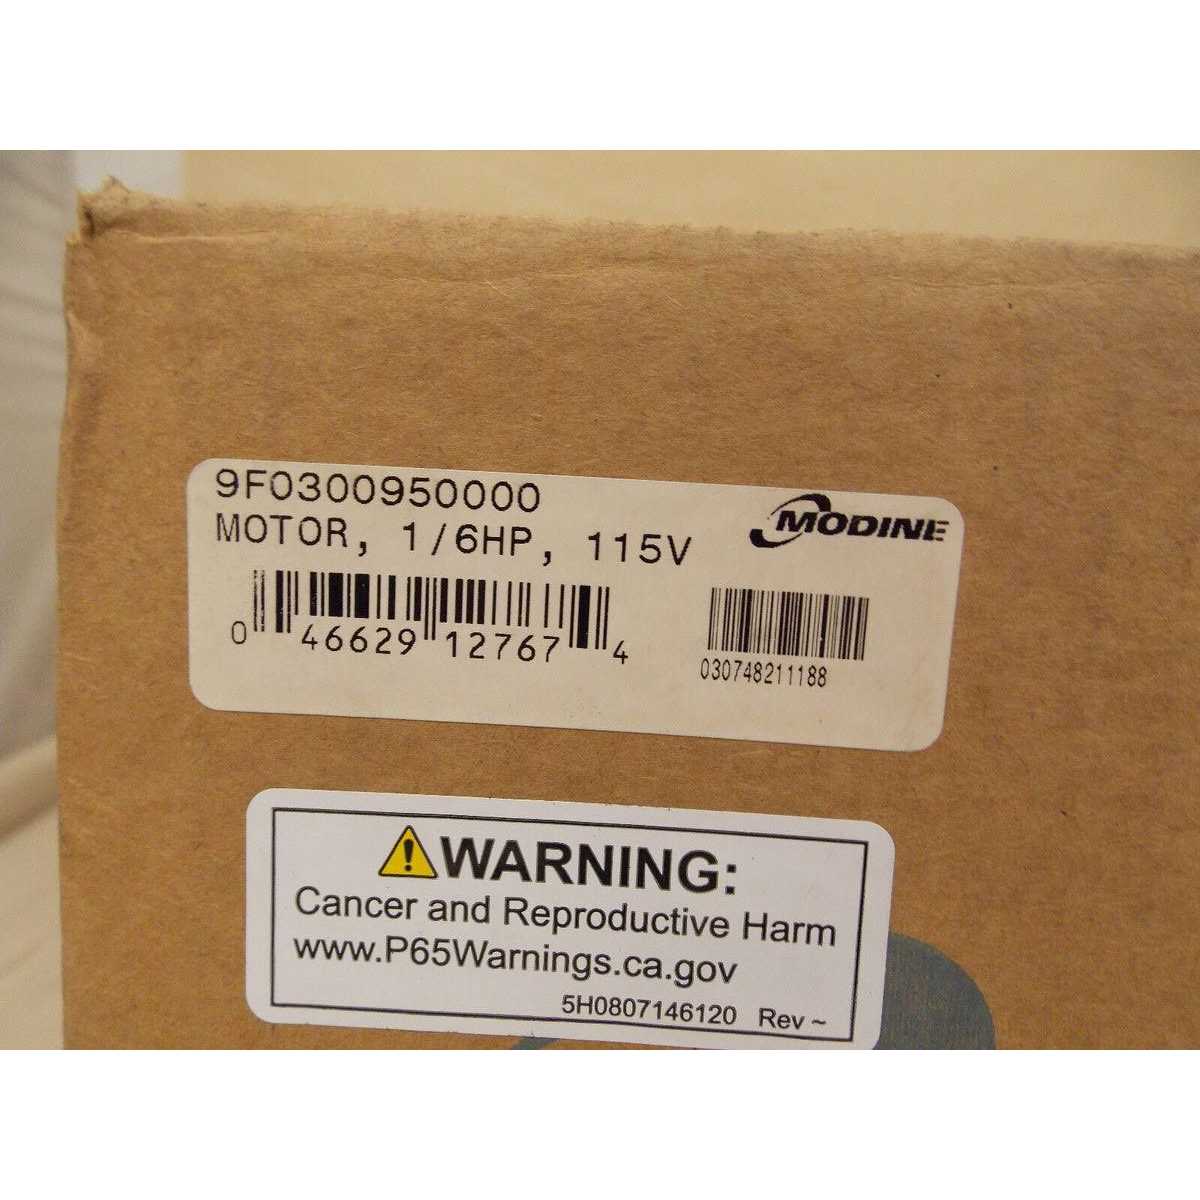 9F0300950000
MOTOR, 1/6HP, 115V
MODINE
0 46629 12767 4
030748211188
WARNING:
Cancer and Reproductive Harm
www.P65Warnings.ca.gov
5H0807146120 Rev ~